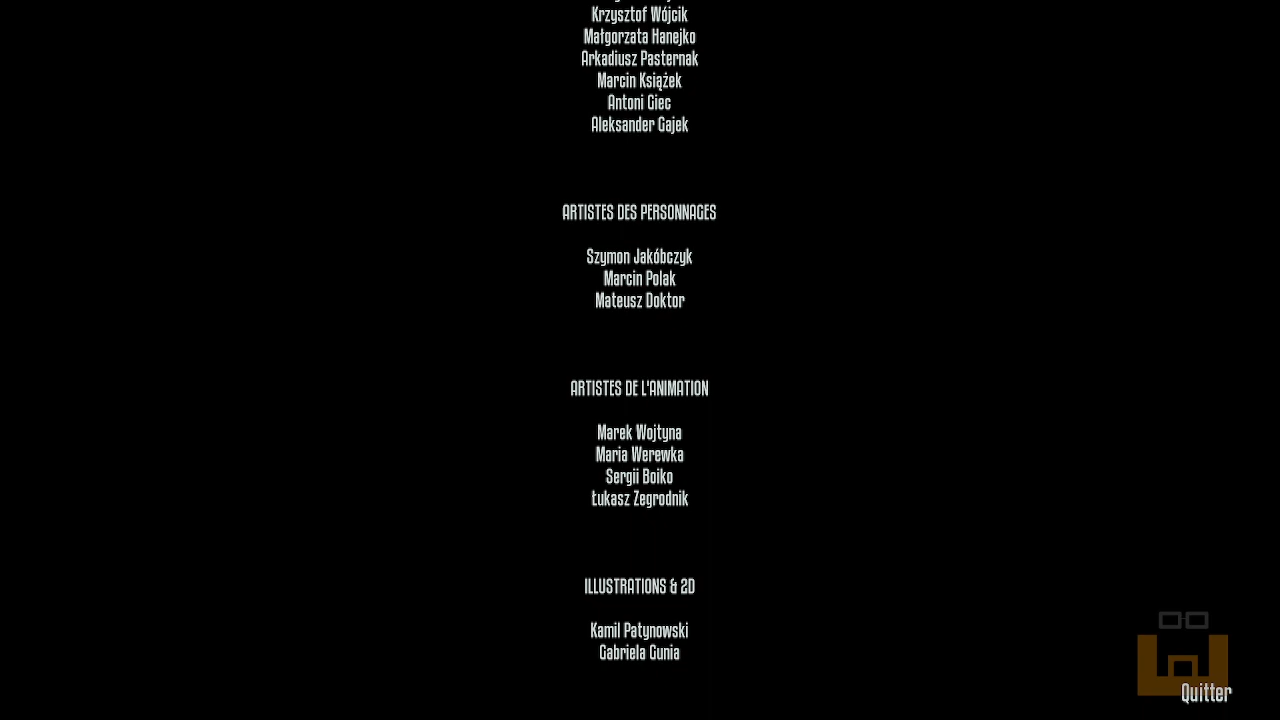 Krzysztof Wójcik
Małgorzata Hanejko
Arkadiusz Pasternak
Marcin Książek
Antoni Giec
Aleksander Gajek
ARTISTES DES PERSONNAGES
Szymon Jakóbczyk
Marcin Polak
Mateusz Doktor
ARTISTES DE L'ANIMATION
Marek Wojtyna
Maria Werewka
Sergii Boiko
Łukasz Zegrodnik
ILLUSTRATIONS & 2D
Kamil Patynowski
Gabriela Gunia
Quitter